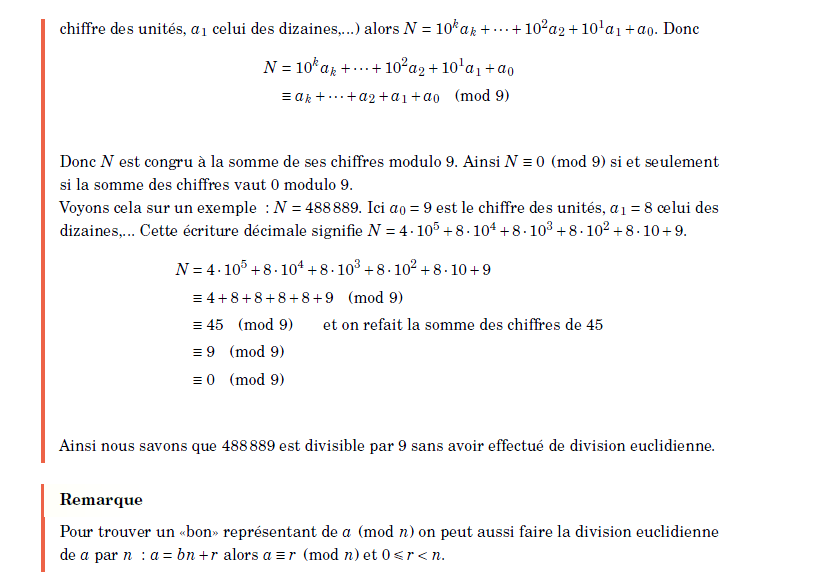 chiffre des unités, a₁ celui des dizaines,...) alors N = 10ᵏaₖ + ⋯ + 10²a₂ + 10¹a₁ + a₀. Donc
N = 10ᵏaₖ + ⋯ + 10²a₂ + 10¹a₁ + a₀
≡ aₖ + ⋯ + a₂ + a₁ + a₀ (mod 9)
Donc N est congru à la somme de ses chiffres modulo 9. Ainsi N ≡ 0 (mod 9) si et seulement
si la somme des chiffres vaut 0 modulo 9.
Voyons cela sur un exemple : N = 488 889. Ici a₀ = 9 est le chiffre des unités, a₁ = 8 celui des
dizaines,... Cette écriture décimale signifie N = 4 · 10⁵ + 8 · 10⁴ + 8 · 10³ + 8 · 10² + 8 · 10 + 9.
N = 4 · 10⁵ + 8 · 10⁴ + 8 · 10³ + 8 · 10² + 8 · 10 + 9
≡ 4 + 8 + 8 + 8 + 8 + 9 (mod 9)
≡ 45 (mod 9) et on refait la somme des chiffres de 45
≡ 9 (mod 9)
≡ 0 (mod 9)
Ainsi nous savons que 488 889 est divisible par 9 sans avoir effectué de division euclidienne.
Remarque
Pour trouver un «bon» représentant de a (mod n) on peut aussi faire la division euclidienne
de a par n : a = bn + r alors a ≡ r (mod n) et 0 ⩽ r < n.